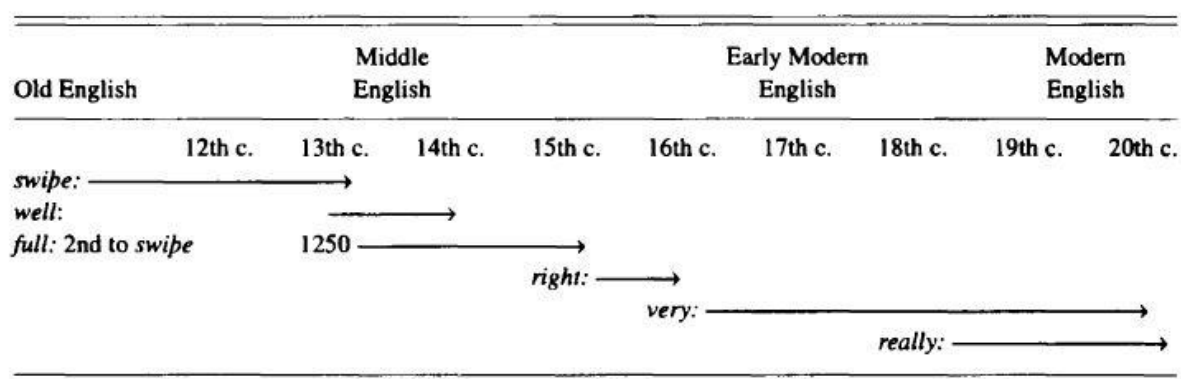 Middle Early Modern Modern
Old English English English English
12th c. 13th c. 14th c. 15th c. 16th c. 17th c. 18th c. 19th c. 20th c.
swiþe:
well:
full: 2nd to swiþe 1250
right:
very:
really: